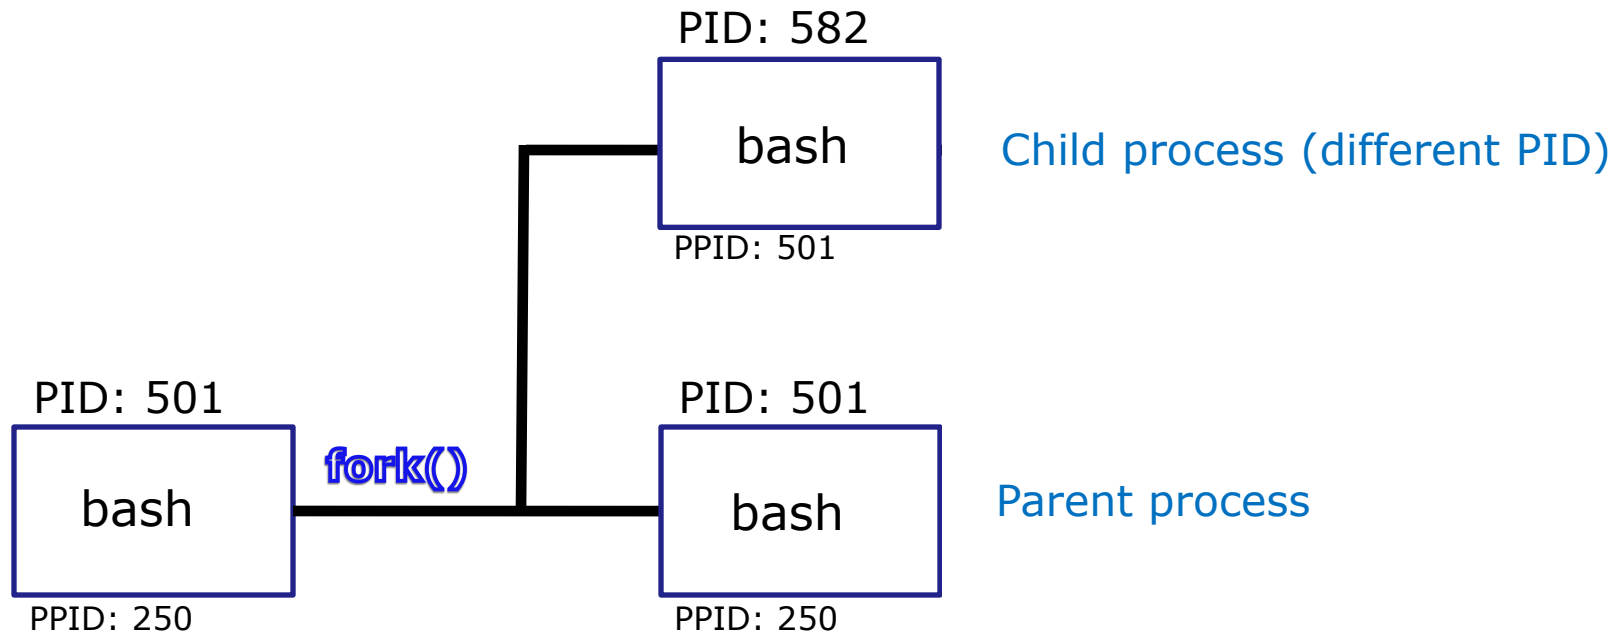 PID: 582
bash
Child process (different PID)
PPID: 501
PID: 501
bash
PPID: 250
fork()
PID: 501
bash
Parent process
PPID: 250